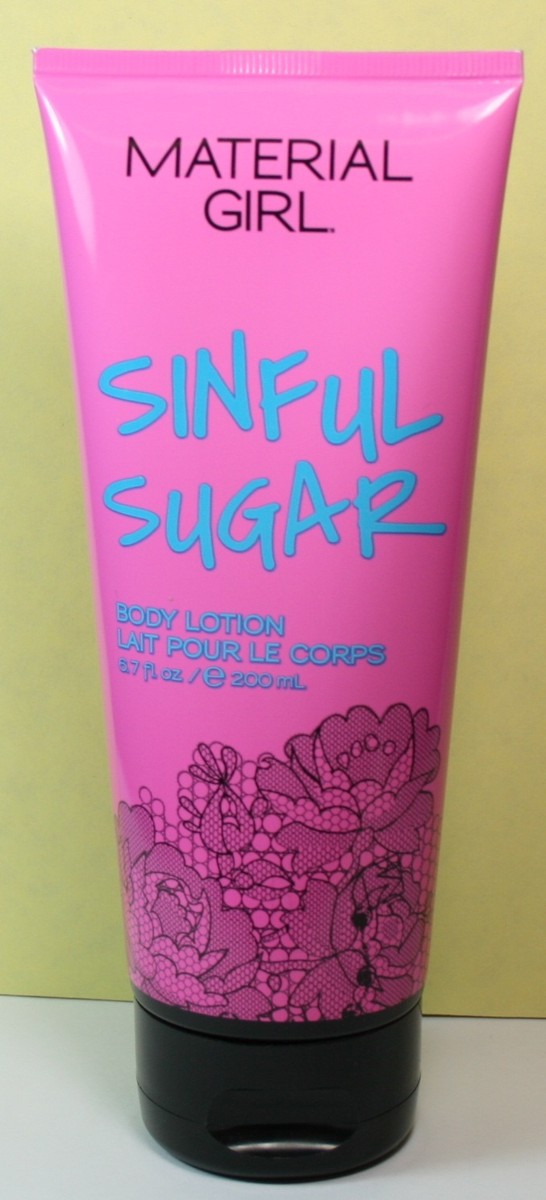 MATERIAL
GIRL.
SINFUL
SUGAR
BODY LOTION
LAIT POUR LE CORPS
6.7 fl. oz / ℮ 200 mL